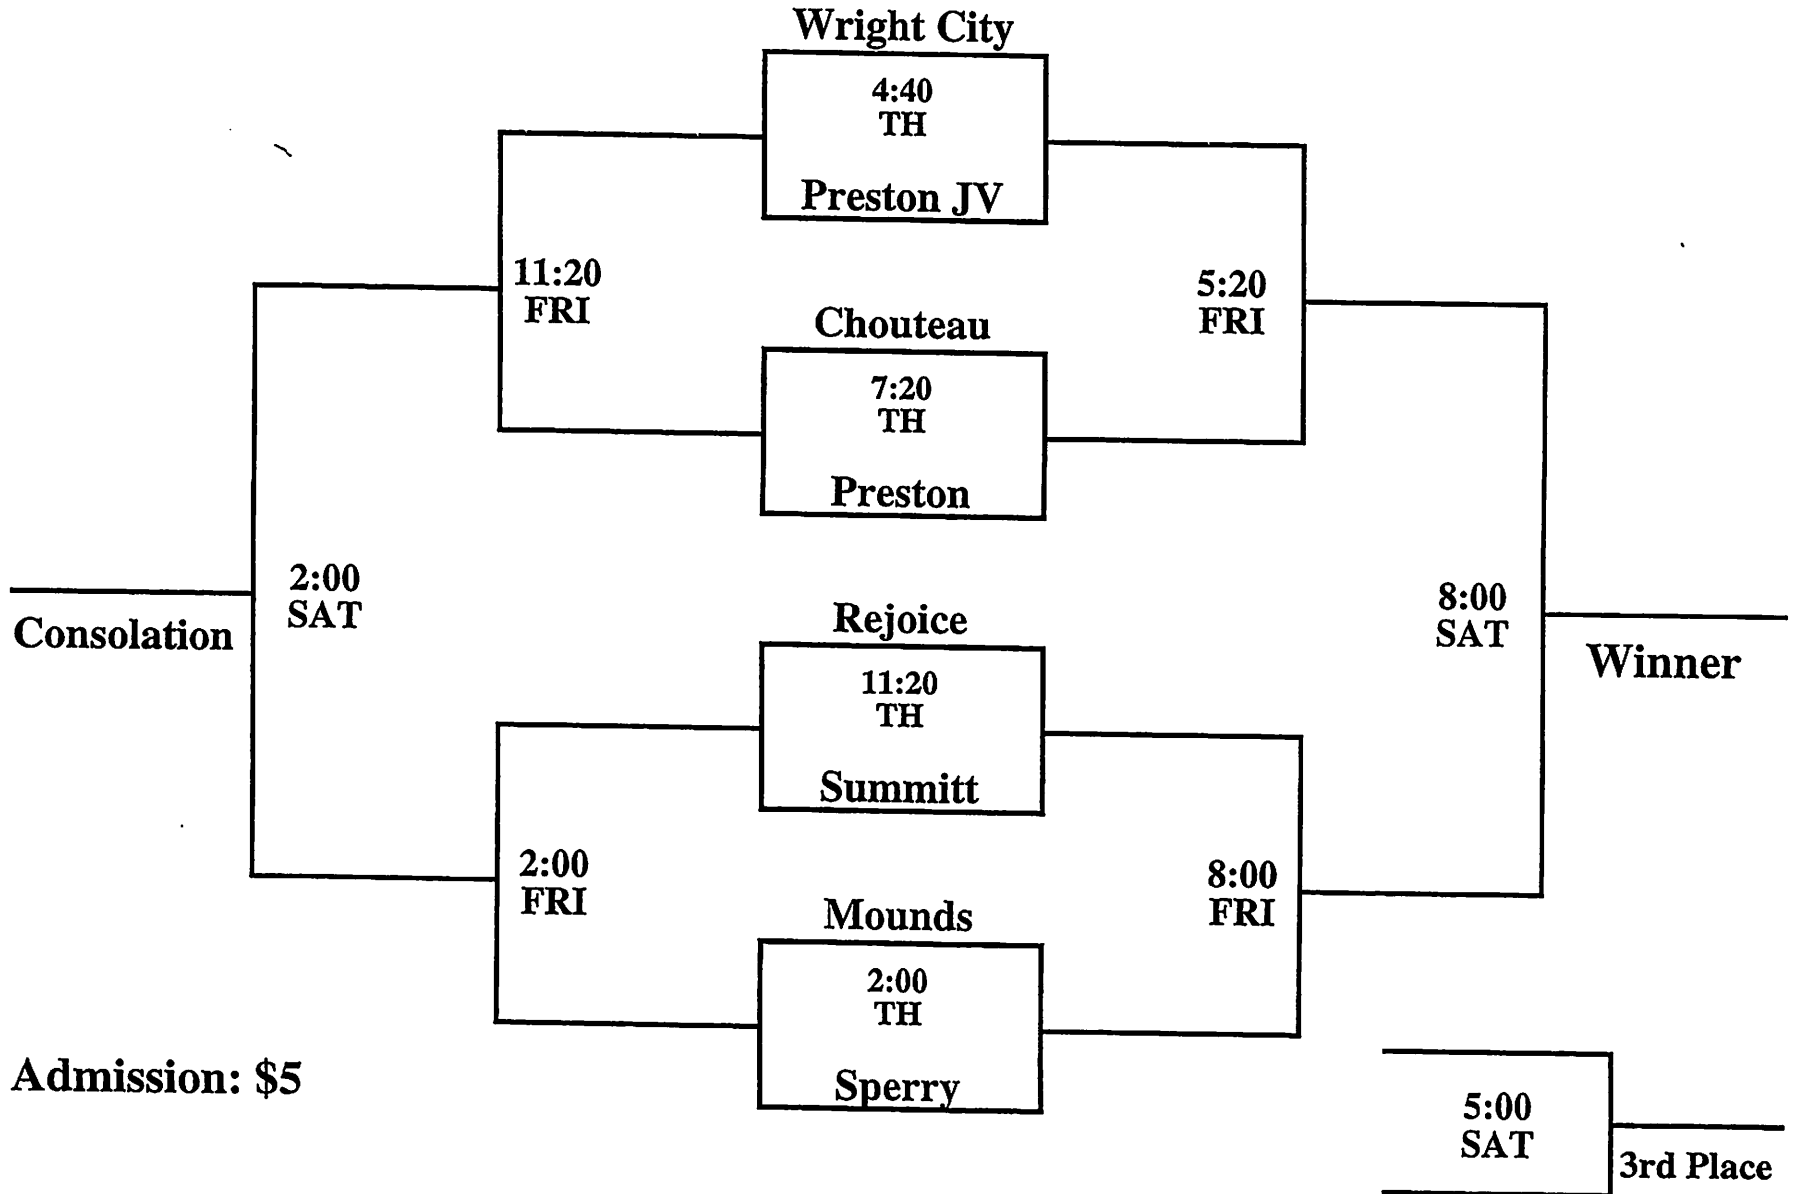 Wright City
4:40
TH
Preston JV
11:20
FRI
5:20
FRI
Chouteau
7:20
TH
Preston
2:00
SAT
Consolation
8:00
SAT
Winner
Rejoice
11:20
TH
Summitt
2:00
FRI
8:00
FRI
Mounds
2:00
TH
Sperry
Admission: $5
5:00
SAT
3rd Place